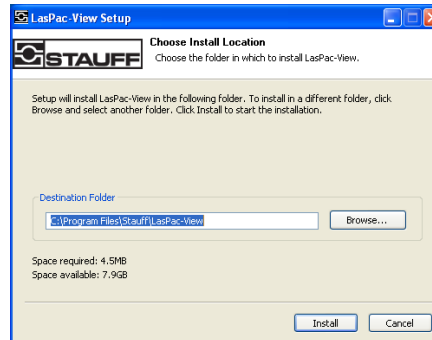 LasPac-View Setup
STAUFF
Choose Install Location
Choose the folder in which to install LasPac-View.
Setup will install LasPac-View in the following folder. To install in a different folder, click
Browse and select another folder. Click Install to start the installation.
Destination Folder
C:\Program Files\Stauff\LasPac-View
Browse...
Space required: 4.5MB
Space available: 7.9GB
Install
Cancel